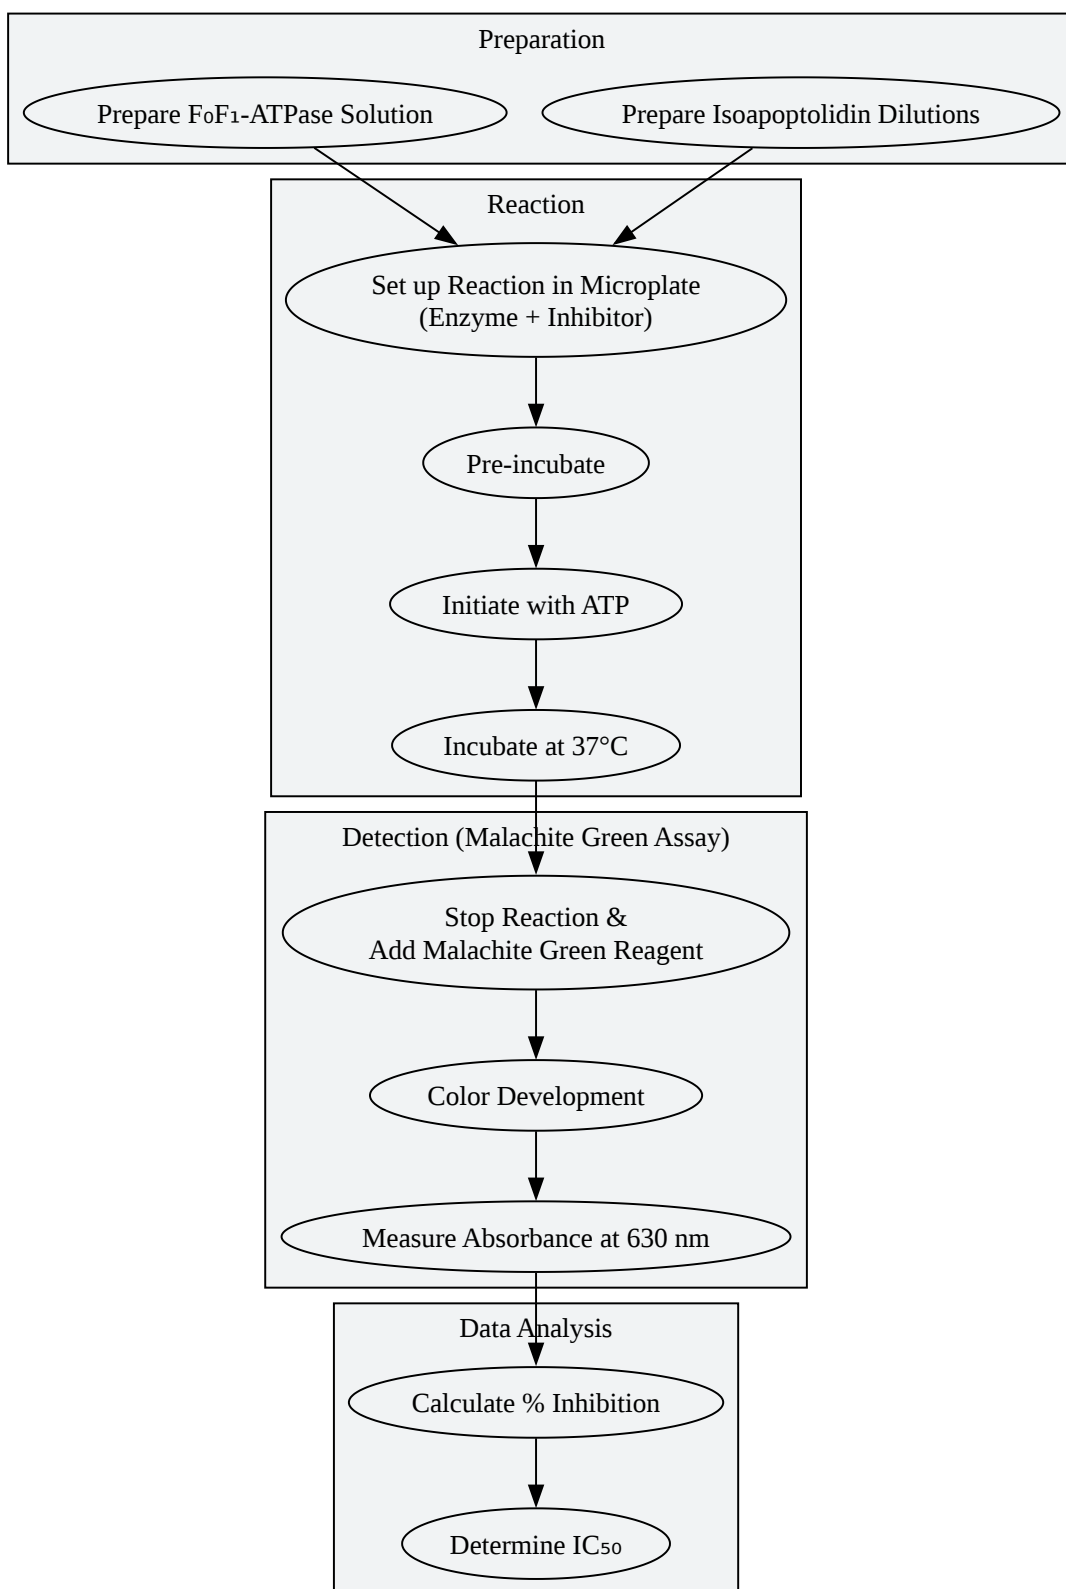 Preparation
Prepare F₀F₁-ATPase Solution
Prepare Isoapoptolidin Dilutions
Reaction
Set up Reaction in Microplate
(Enzyme + Inhibitor)
Pre-incubate
Initiate with ATP
Incubate at 37°C
Detection (Malachite Green Assay)
Stop Reaction &
Add Malachite Green Reagent
Color Development
Measure Absorbance at 630 nm
Data Analysis
Calculate % Inhibition
Determine IC₅₀